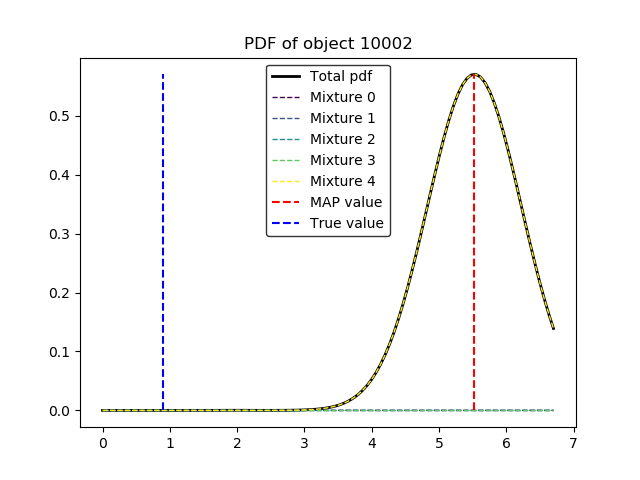 PDF of object 10002
Total pdf
Mixture 0
Mixture 1
Mixture 2
Mixture 3
Mixture 4
MAP value
True value
0.5
0.4
0.3
0.2
0.1
0.0
0 1 2 3 4 5 6 7